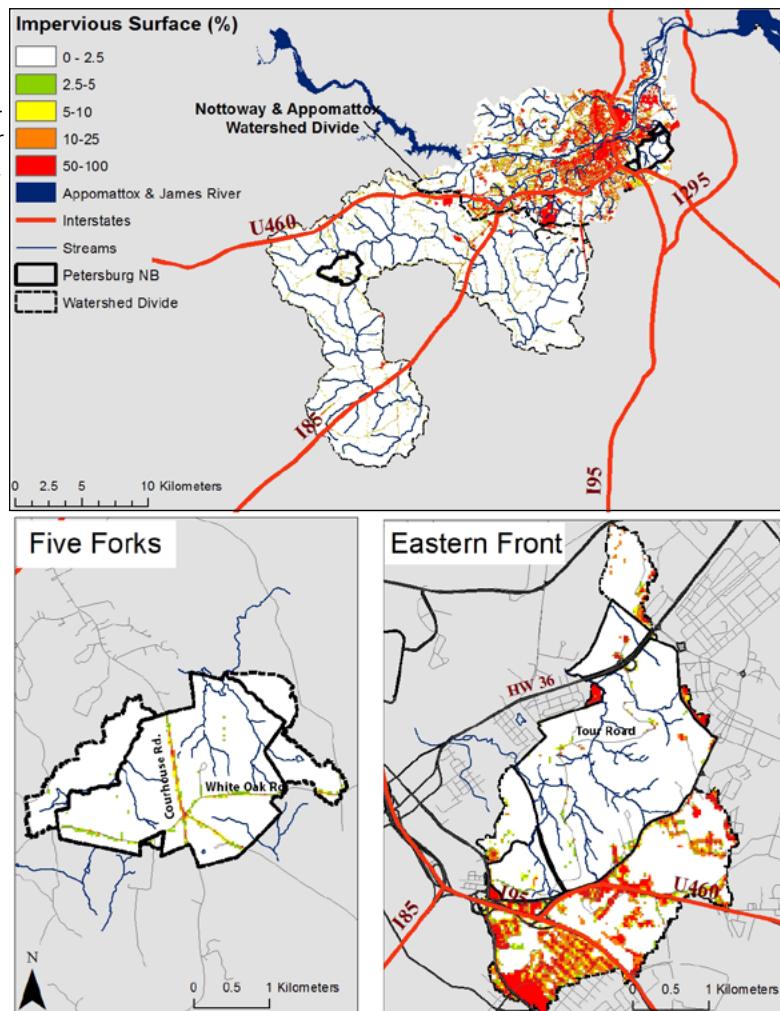 Impervious Surface (%)
0 - 2.5
2.5-5
5-10
10-25
50-100
Appomattox & James River
Interstates
Streams
Petersburg NB
Watershed Divide
Nottoway & Appomattox
Watershed Divide
U460
I295
I85
I95
0 2.5 5 10 Kilometers
Five Forks
Courhouse Rd.
White Oak Rd
N
0 0.5 1 Kilometers
Eastern Front
HW 36
Tour Road
I95
U460
I85
0 0.5 1 Kilometers